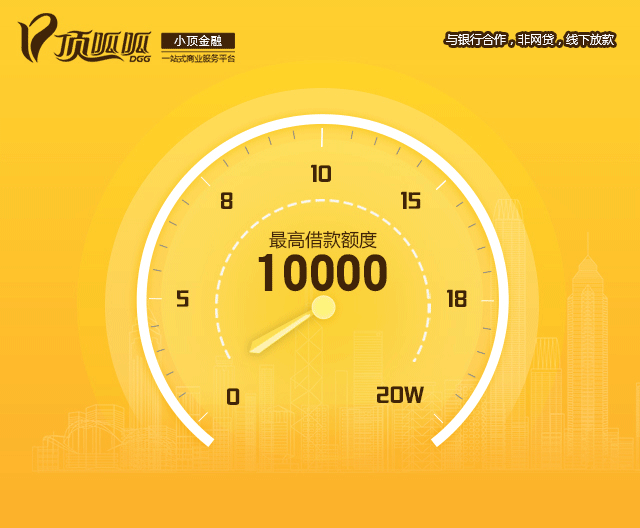 顶呱呱
DGG
小顶金融
一站式商业服务平台
与银行合作，非网贷，线下放款
10
8
15
最高借款额度
10000
5
18
0
20W